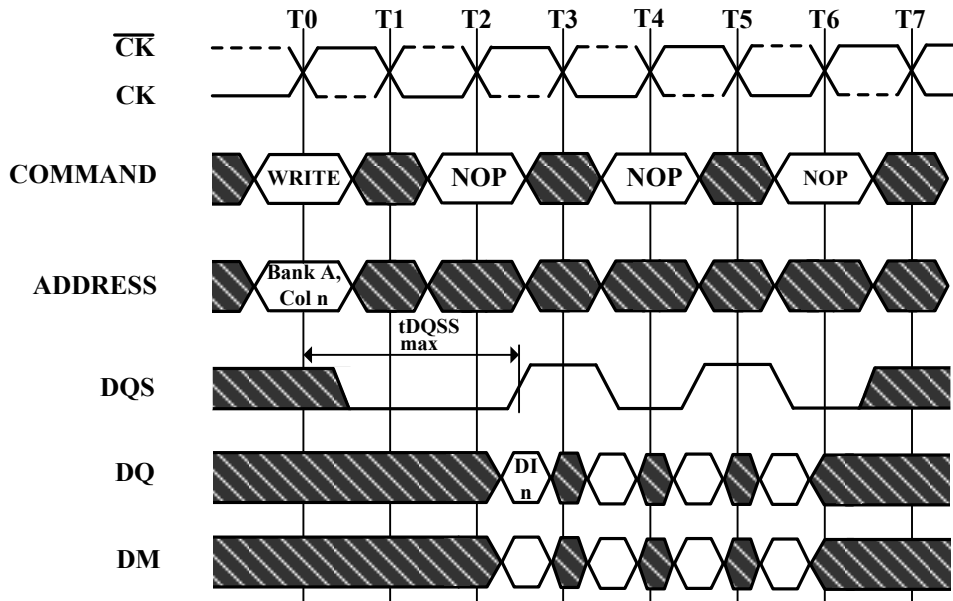 T0 T1 T2 T3 T4 T5 T6 T7
CK
CK
COMMAND WRITE NOP NOP NOP
ADDRESS Bank A,
Col n
tDQSS
max
DQS
DQ DI
n
DM